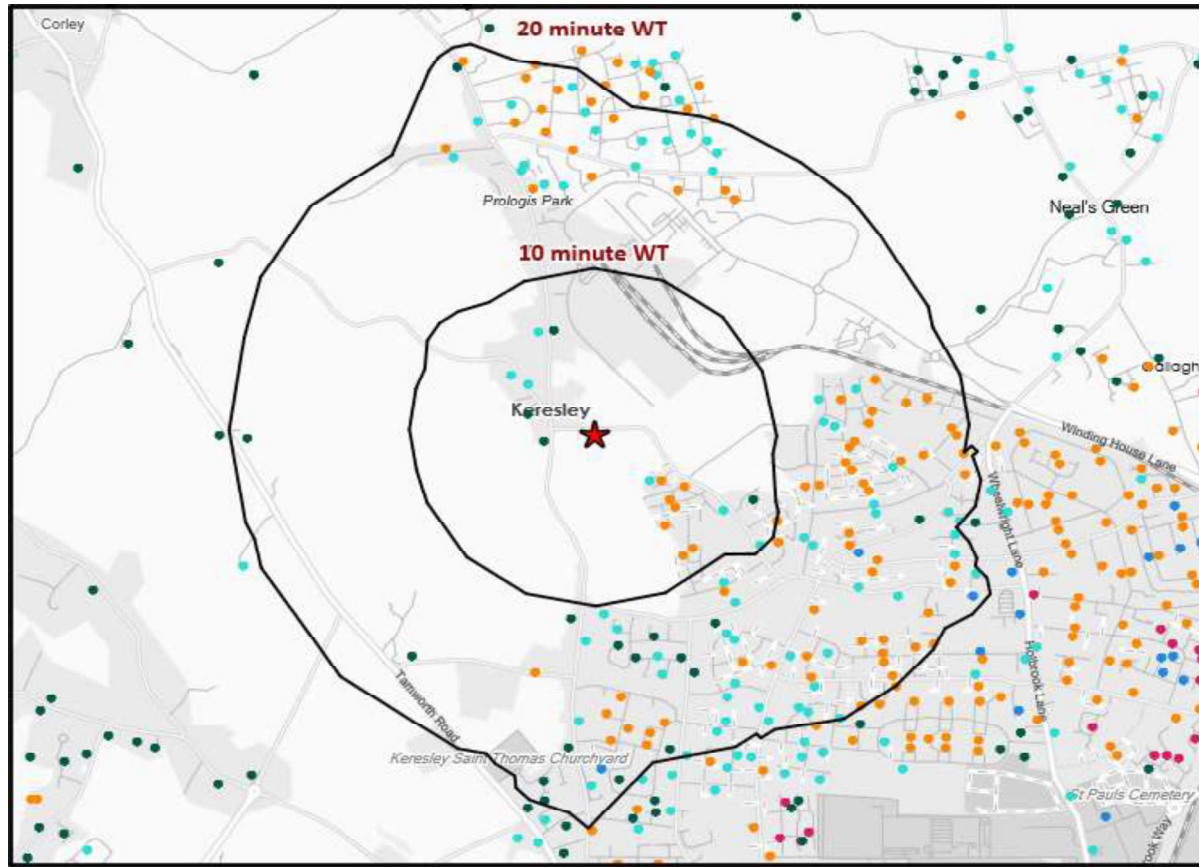 Corley
20 minute WT
Prologis Park
Neal's Green
10 minute WT
Keresley
Winding House Lane
Wheelwright Lane
Holbrook Lane
Tamworth Road
Keresley Saint Thomas Churchyard
St Pauls Cemetery